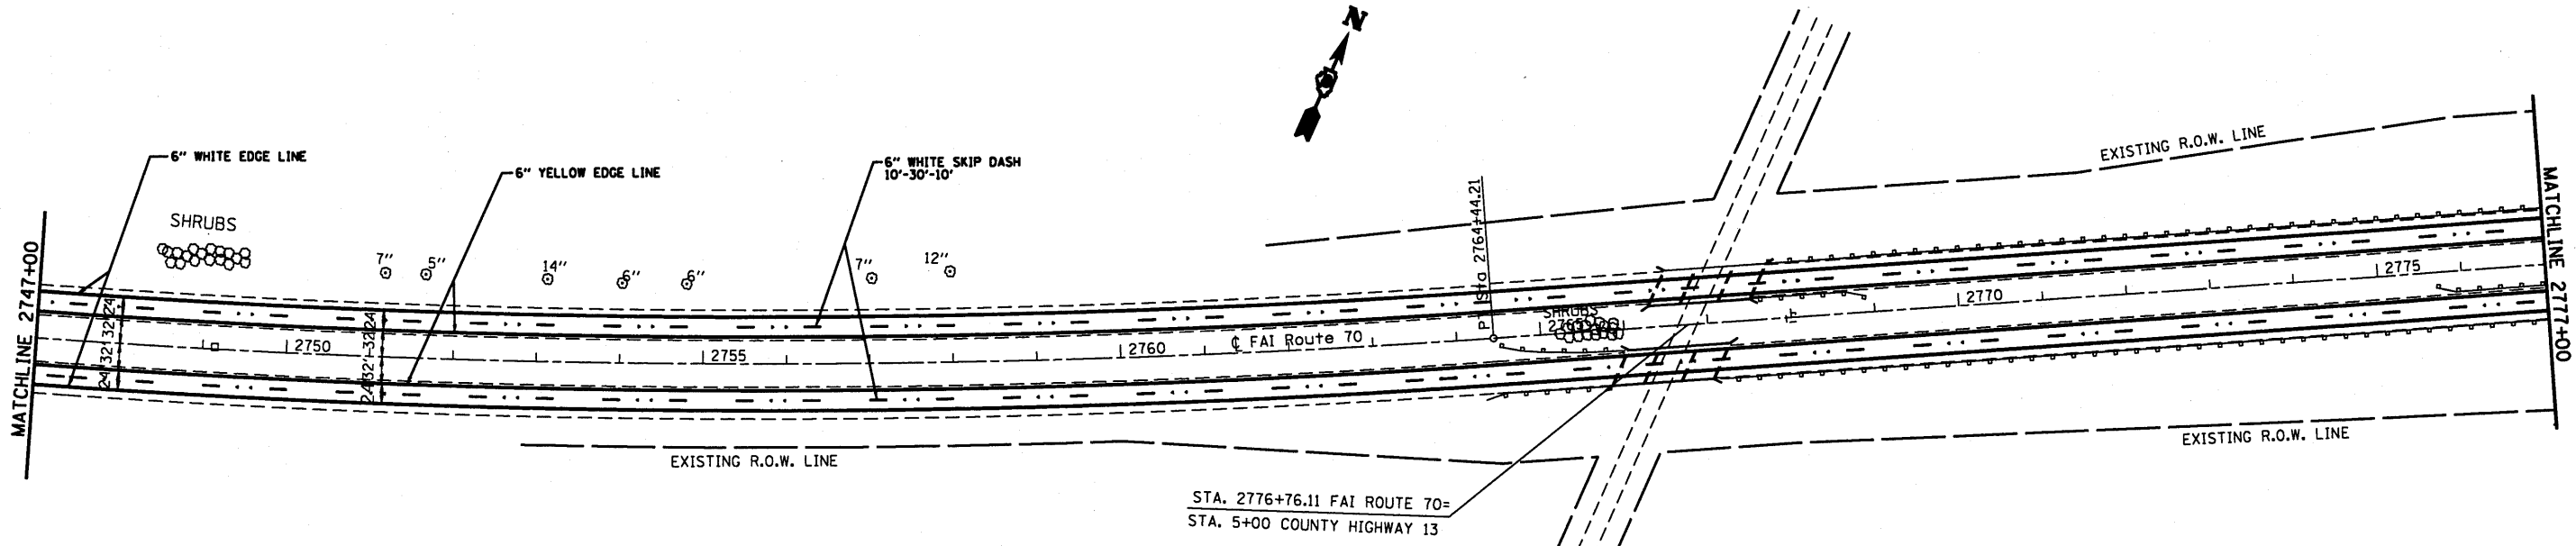 N
6" WHITE EDGE LINE
6" YELLOW EDGE LINE
6" WHITE SKIP DASH
10'-30'-10'
SHRUBS
7"
5"
14"
6"
6"
7"
12"
EXISTING R.O.W. LINE
MATCHLINE 2747+00
24'
32'
32'
24'
24'
32'
32'
24'
2750
2755
2760
℄ FAI Route 70
PT Sta 2764+44.21
SHRUBS
2765
2770
2775
MATCHLINE 2777+00
EXISTING R.O.W. LINE
EXISTING R.O.W. LINE
STA. 2776+76.11 FAI ROUTE 70=
STA. 5+00 COUNTY HIGHWAY 13